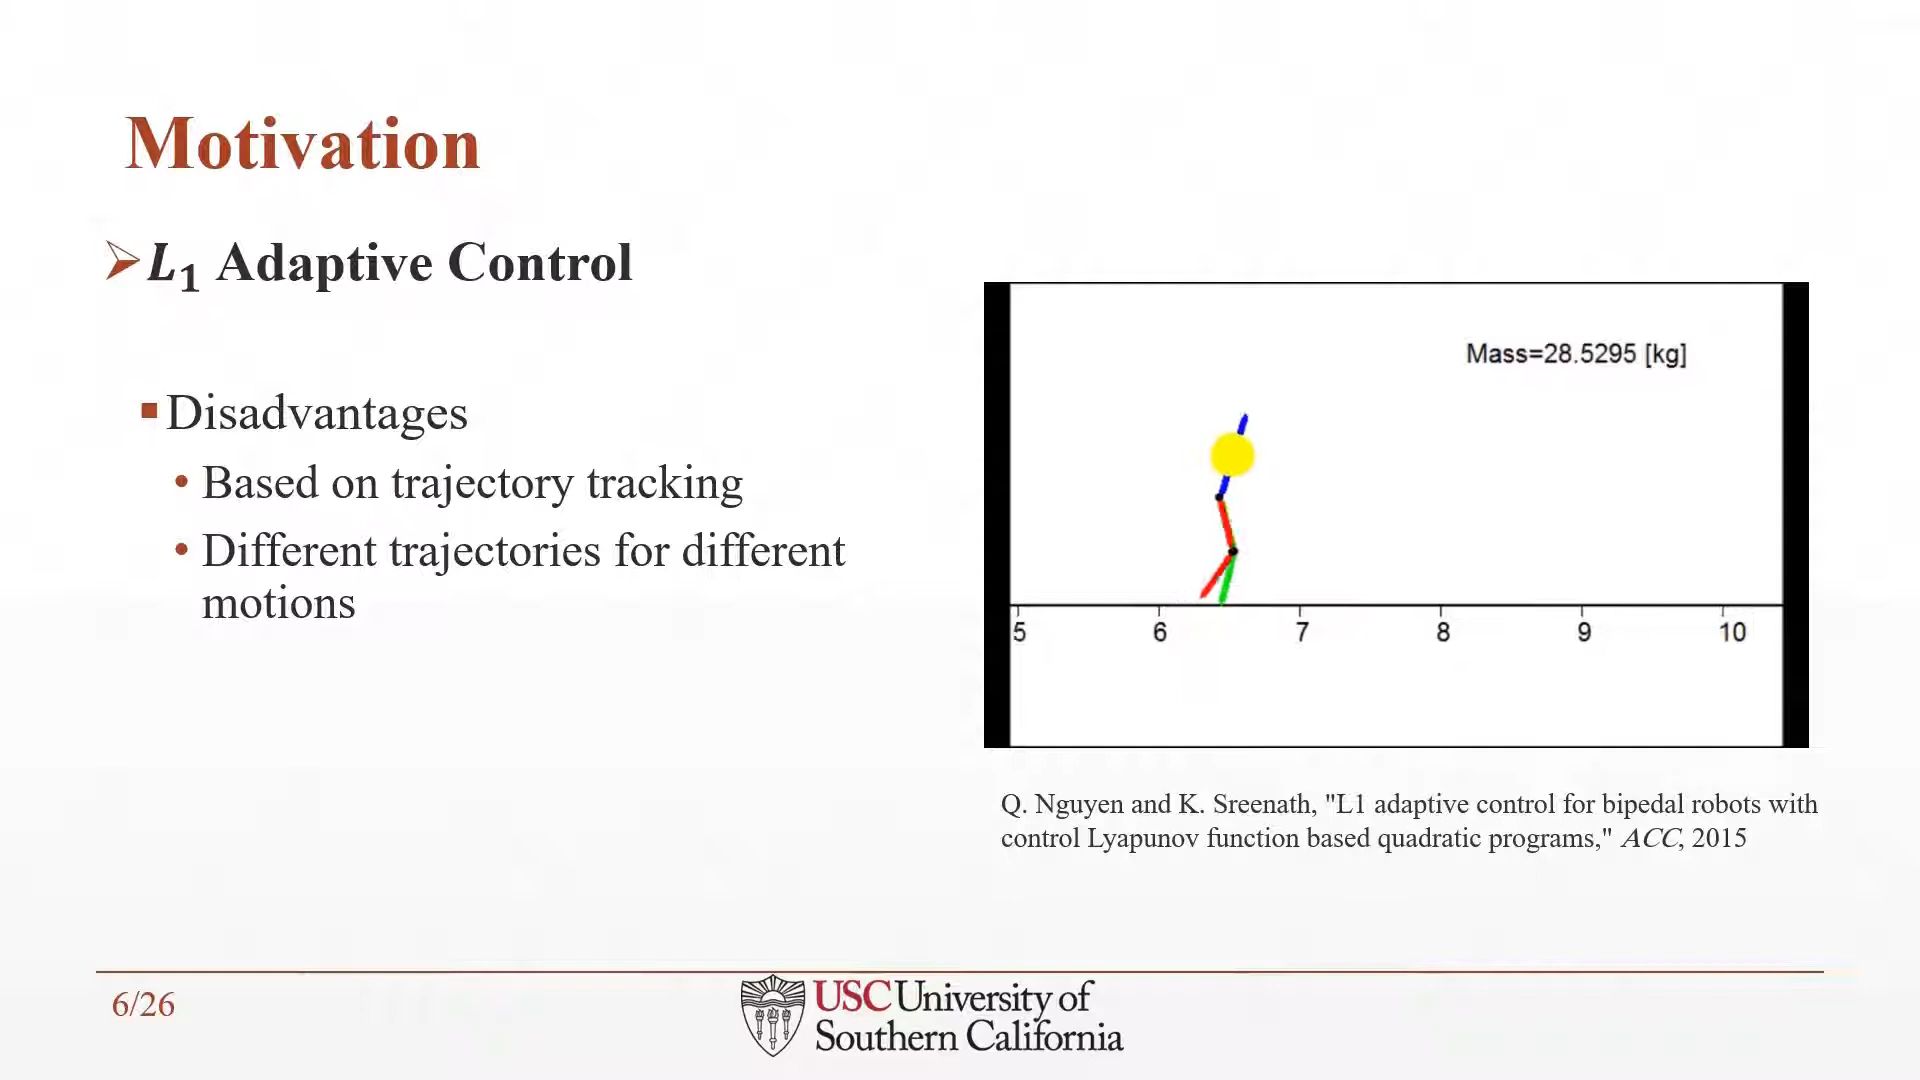 Motivation
L₁ Adaptive Control
Disadvantages
Based on trajectory tracking
Different trajectories for different
motions
Mass=28.5295 [kg]
5 6 7 8 9 10
Q. Nguyen and K. Sreenath, "L1 adaptive control for bipedal robots with
control Lyapunov function based quadratic programs," ACC, 2015
6/26
USC University of
Southern California